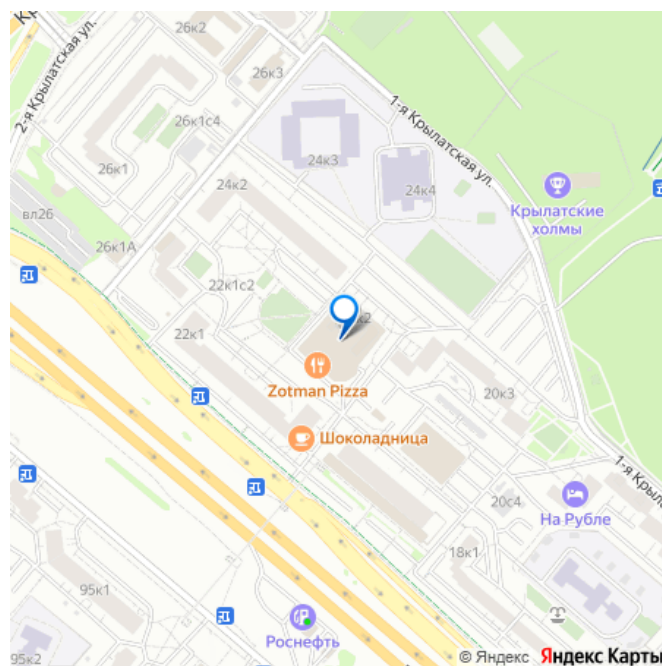 26к2
26к3
2-я Крылатская ул.
1-я Крылатская ул.
26к1с4
24к3
26к1
24к2
24к4
вл26
Крылатские
холмы
26к1А
22к1с2
22к1
Zotman Pizza
20к3
Шоколадница
1-я Крыла
20с4
На Рубле
18к1
95к1
Роснефть
95к2
© Яндекс Яндекс Карты